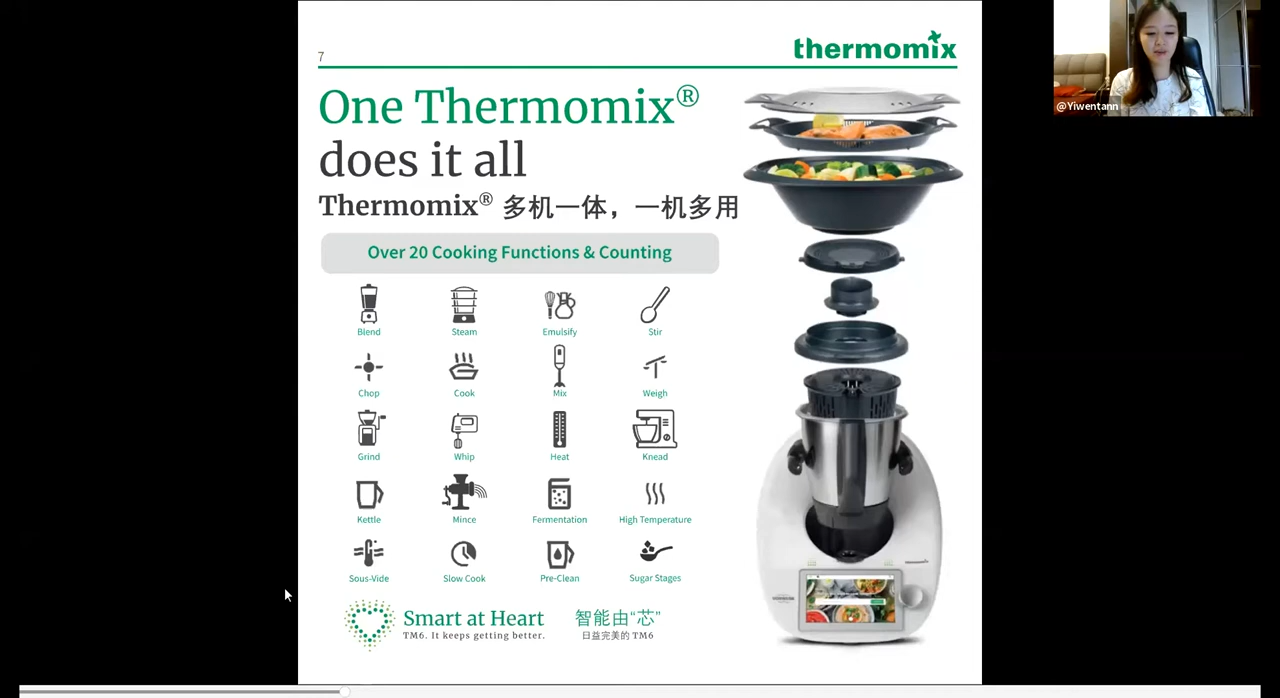 7
thermomix
One Thermomix®
does it all
Thermomix® 多机一体，一机多用
Over 20 Cooking Functions & Counting
Blend
Steam
Emulsify
Stir
Chop
Cook
Mix
Weigh
Grind
Whip
Heat
Knead
Kettle
Mince
Fermentation
High Temperature
Sous-Vide
Slow Cook
Pre-Clean
Sugar Stages
Smart at Heart
TM6. It keeps getting better.
智能由“芯”
日益完美的 TM6
@Yiwentann